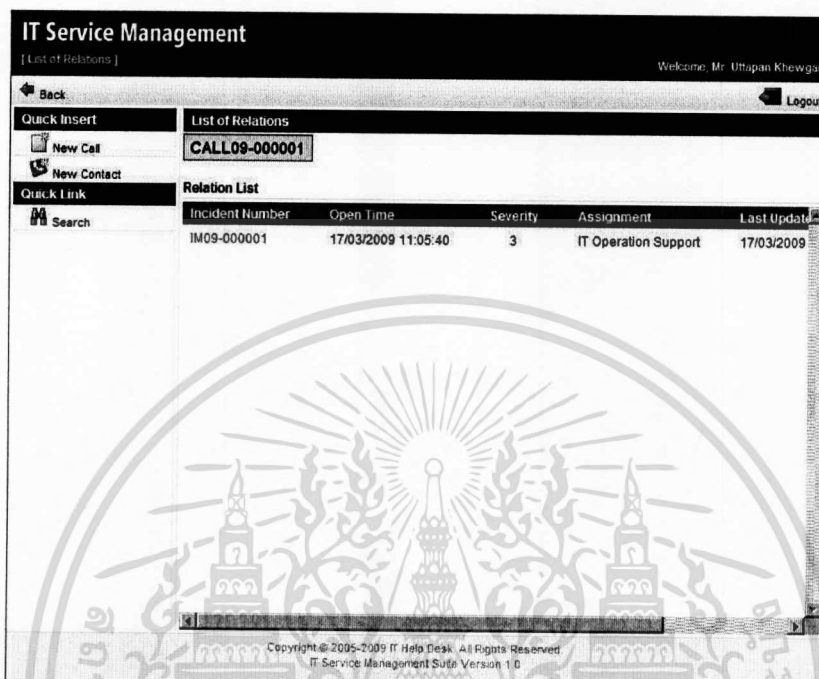 IT Service Management
[ List of Relations ]
Welcome, Mr. Uttapan Khewgam
Back
Logout
Quick Insert
New Call
New Contact
Quick Link
Search
List of Relations
CALL09-000001
Relation List
Incident Number Open Time Severity Assignment Last Update
IM09-000001 17/03/2009 11:05:40 3 IT Operation Support 17/03/2009
Copyright © 2005-2009 IT Help Desk. All Rights Reserved.
IT Service Management Suite Version 1.0